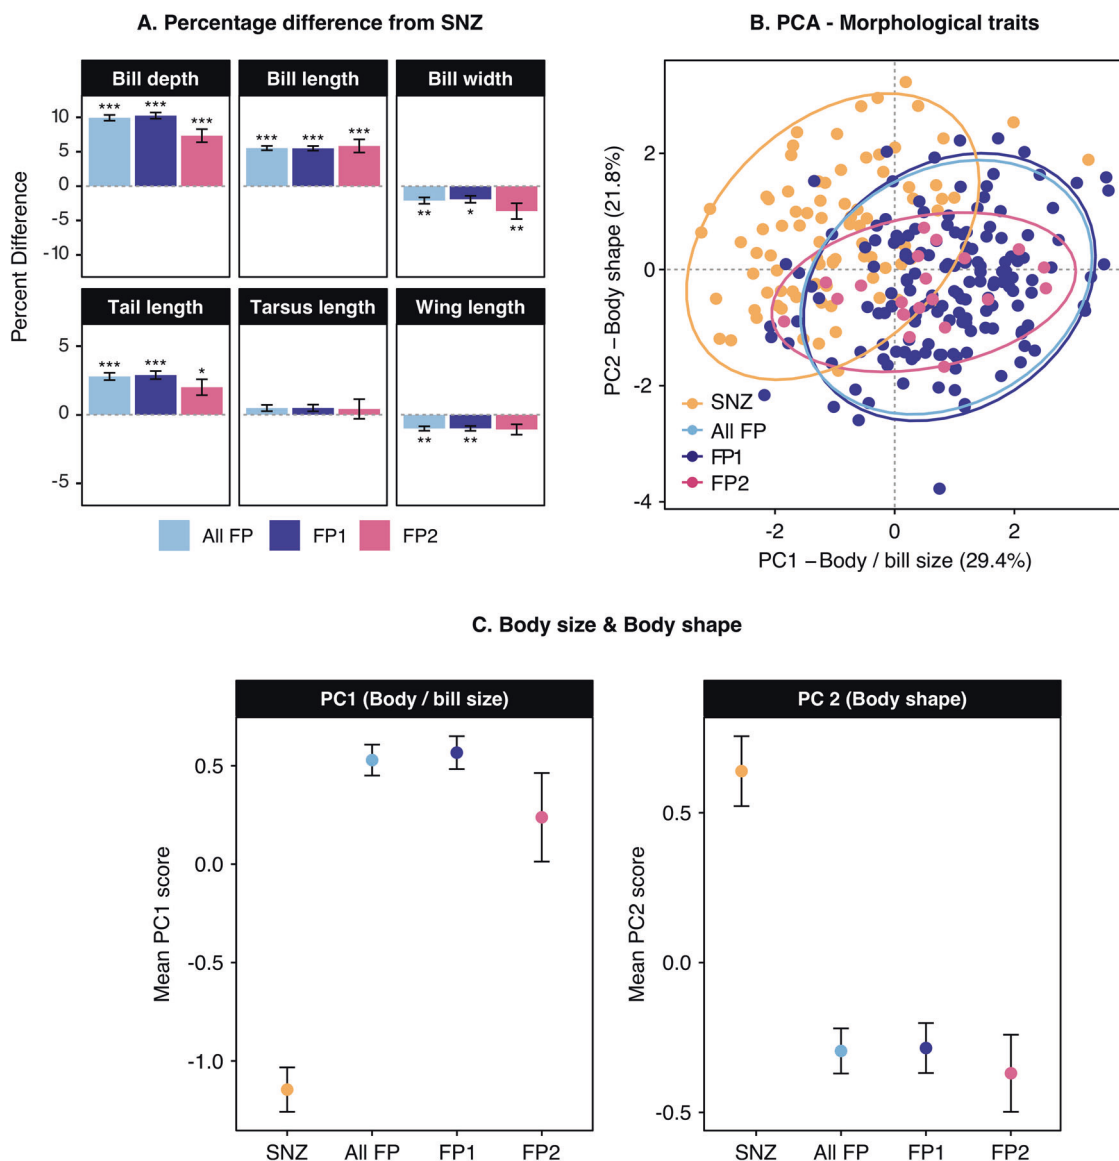 A. Percentage difference from SNZ
Bill depth
Bill length
Bill width
***
***
***
***
***
***
**
*
**
10
5
0
-5
-10
Percent Difference
Tail length
Tarsus length
Wing length
***
***
*
**
**
5
0
-5
All FP
FP1
FP2
B. PCA - Morphological traits
PC2 – Body shape (21.8%)
2
0
-2
-4
SNZ
All FP
FP1
FP2
-2
0
2
PC1 – Body / bill size (29.4%)
C. Body size & Body shape
PC1 (Body / bill size)
Mean PC1 score
0.5
0.0
-0.5
-1.0
SNZ
All FP
FP1
FP2
PC 2 (Body shape)
Mean PC2 score
0.5
0.0
-0.5
SNZ
All FP
FP1
FP2